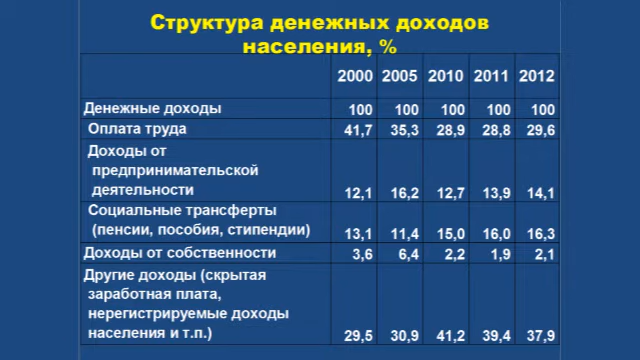 Структура денежных доходов
населения, %
2000 2005 2010 2011 2012
Денежные доходы 100 100 100 100 100
Оплата труда 41,7 35,3 28,9 28,8 29,6
Доходы от
предпринимательской
деятельности 12,1 16,2 12,7 13,9 14,1
Социальные трансферты
(пенсии, пособия, стипендии) 13,1 11,4 15,0 16,0 16,3
Доходы от собственности 3,6 6,4 2,2 1,9 2,1
Другие доходы (скрытая
заработная плата,
нерегистрируемые доходы
населения и т.п.) 29,5 30,9 41,2 39,4 37,9